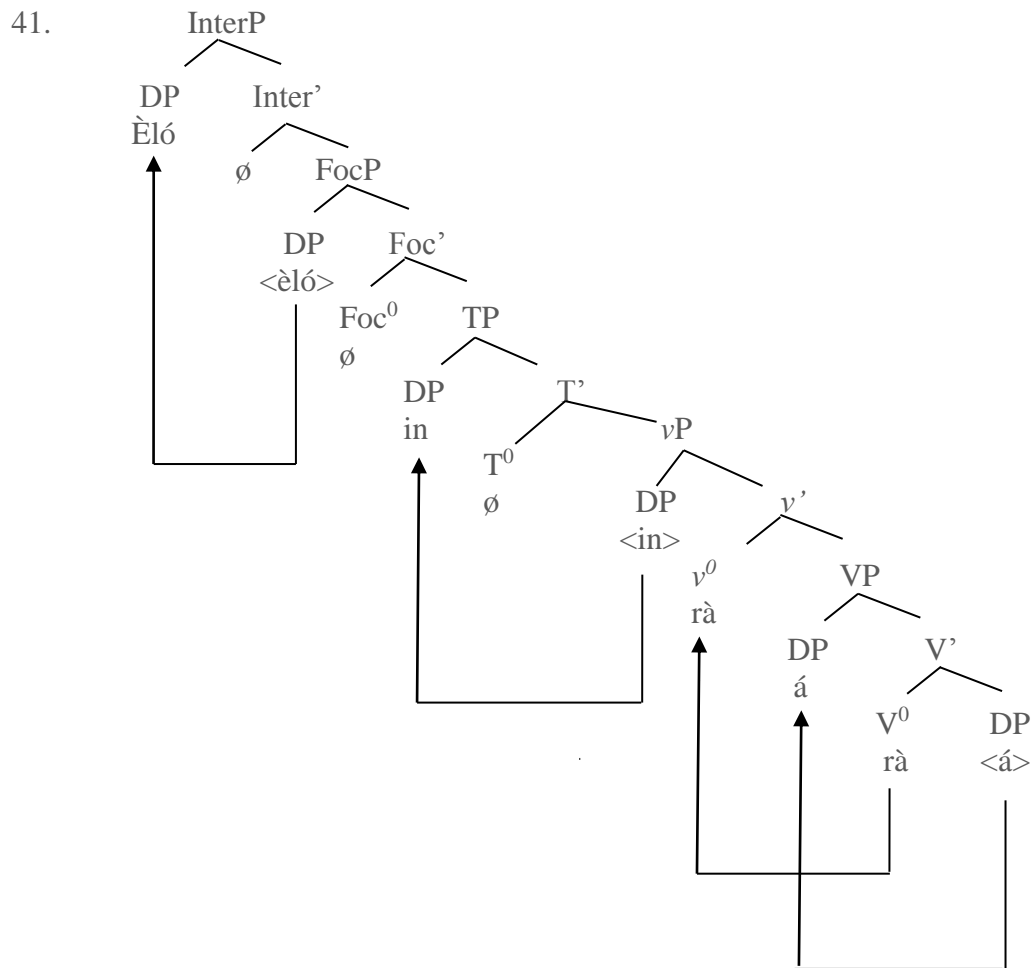 41. InterP
DP Inter’
Èló
ø FocP
DP Foc’
<èló>
Foc⁰ TP
ø
DP T’
in
T⁰ vP
ø
DP v’
<in>
v⁰ VP
rà
DP V’
á
V⁰ DP
rà <á>